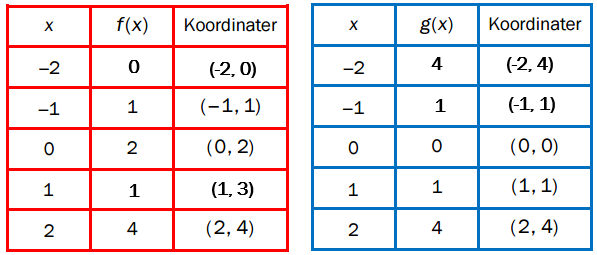 x f(x) Koordinater
–2 0 (-2, 0)
–1 1 (–1, 1)
0 2 (0, 2)
1 1 (1, 3)
2 4 (2, 4)
x g(x) Koordinater
–2 4 (-2, 4)
–1 1 (-1, 1)
0 0 (0, 0)
1 1 (1, 1)
2 4 (2, 4)